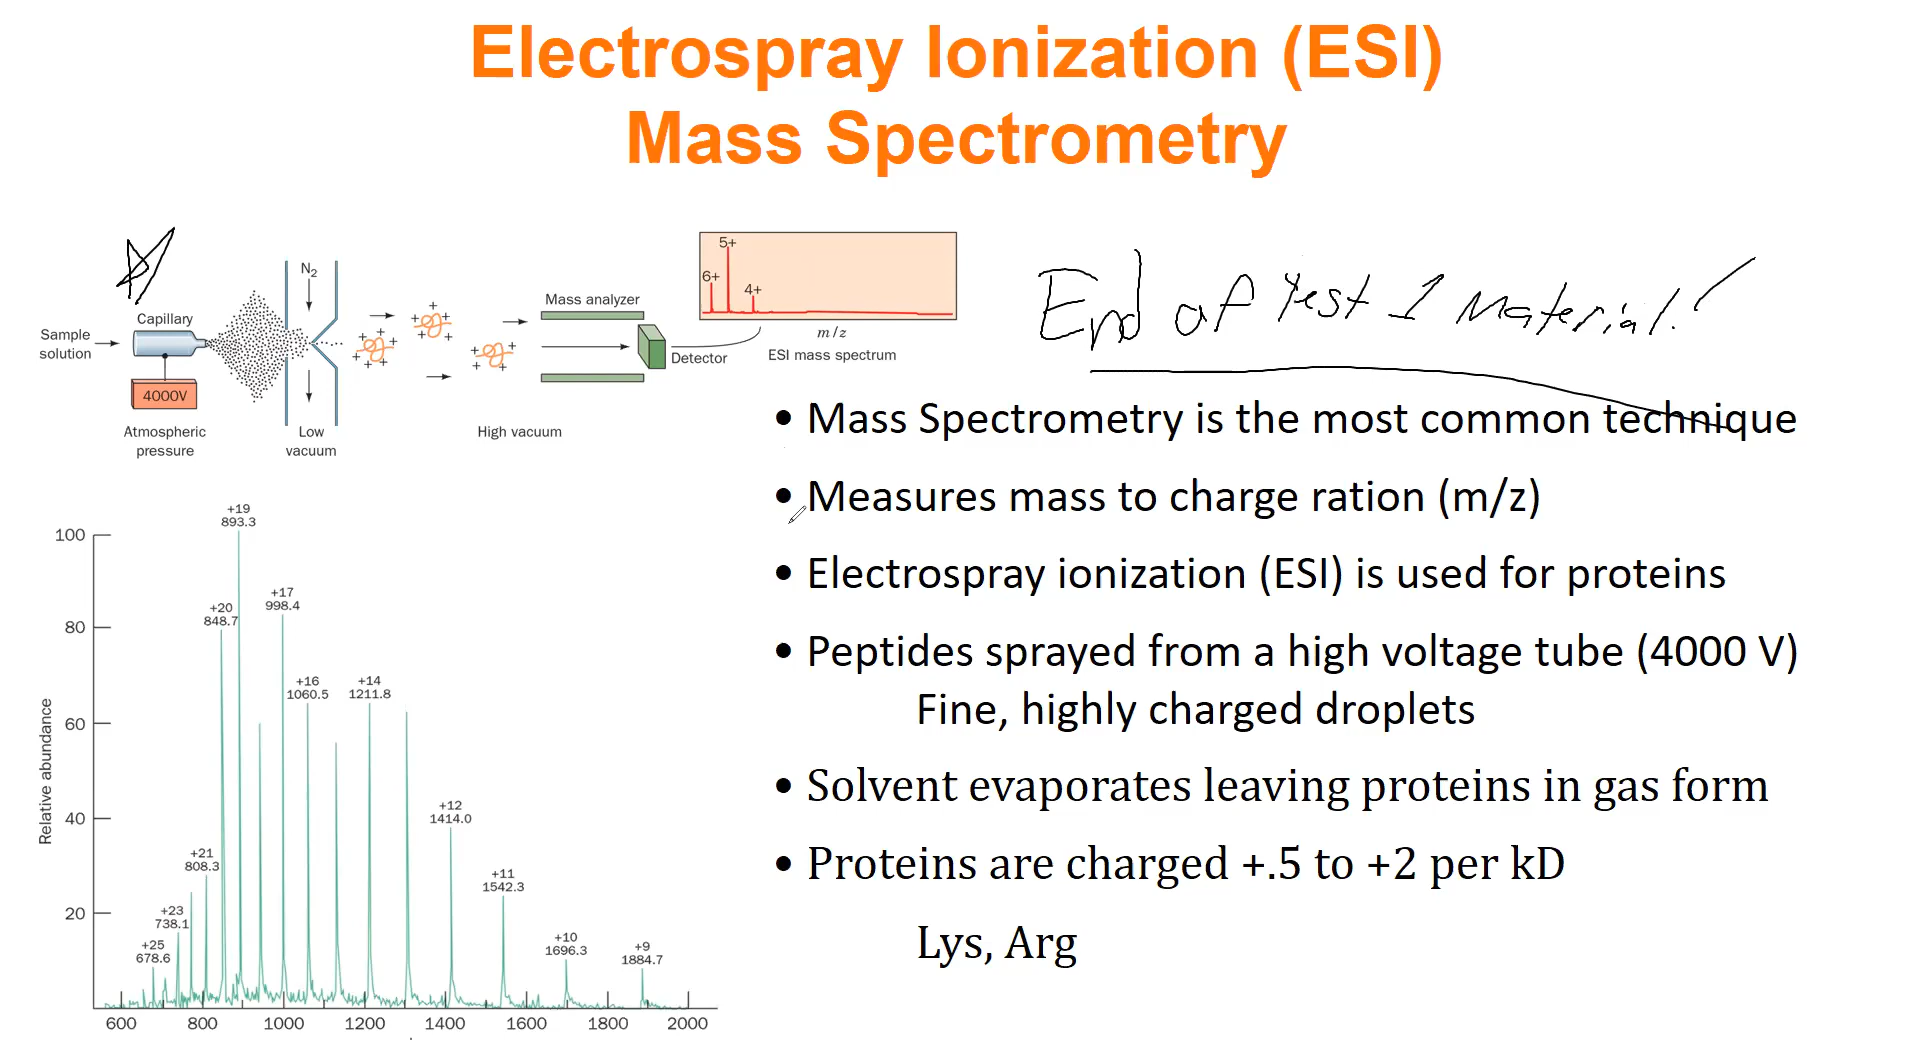 Electrospray Ionization (ESI)
Mass Spectrometry
Sample
solution
Capillary
4000V
Atmospheric
pressure
N2
Low
vacuum
High vacuum
Mass analyzer
Detector
6+
5+
4+
m/z
ESI mass spectrum
End of Test 1 Material!
• Mass Spectrometry is the most common technique
• Measures mass to charge ration (m/z)
• Electrospray ionization (ESI) is used for proteins
• Peptides sprayed from a high voltage tube (4000 V)
Fine, highly charged droplets
• Solvent evaporates leaving proteins in gas form
• Proteins are charged +.5 to +2 per kD
Lys, Arg
Relative abundance
100
80
60
40
20
+25
678.6
+23
738.1
+21
808.3
+20
848.7
+19
893.3
+17
998.4
+16
1060.5
+14
1211.8
+12
1414.0
+11
1542.3
+10
1696.3
+9
1884.7
600 800 1000 1200 1400 1600 1800 2000